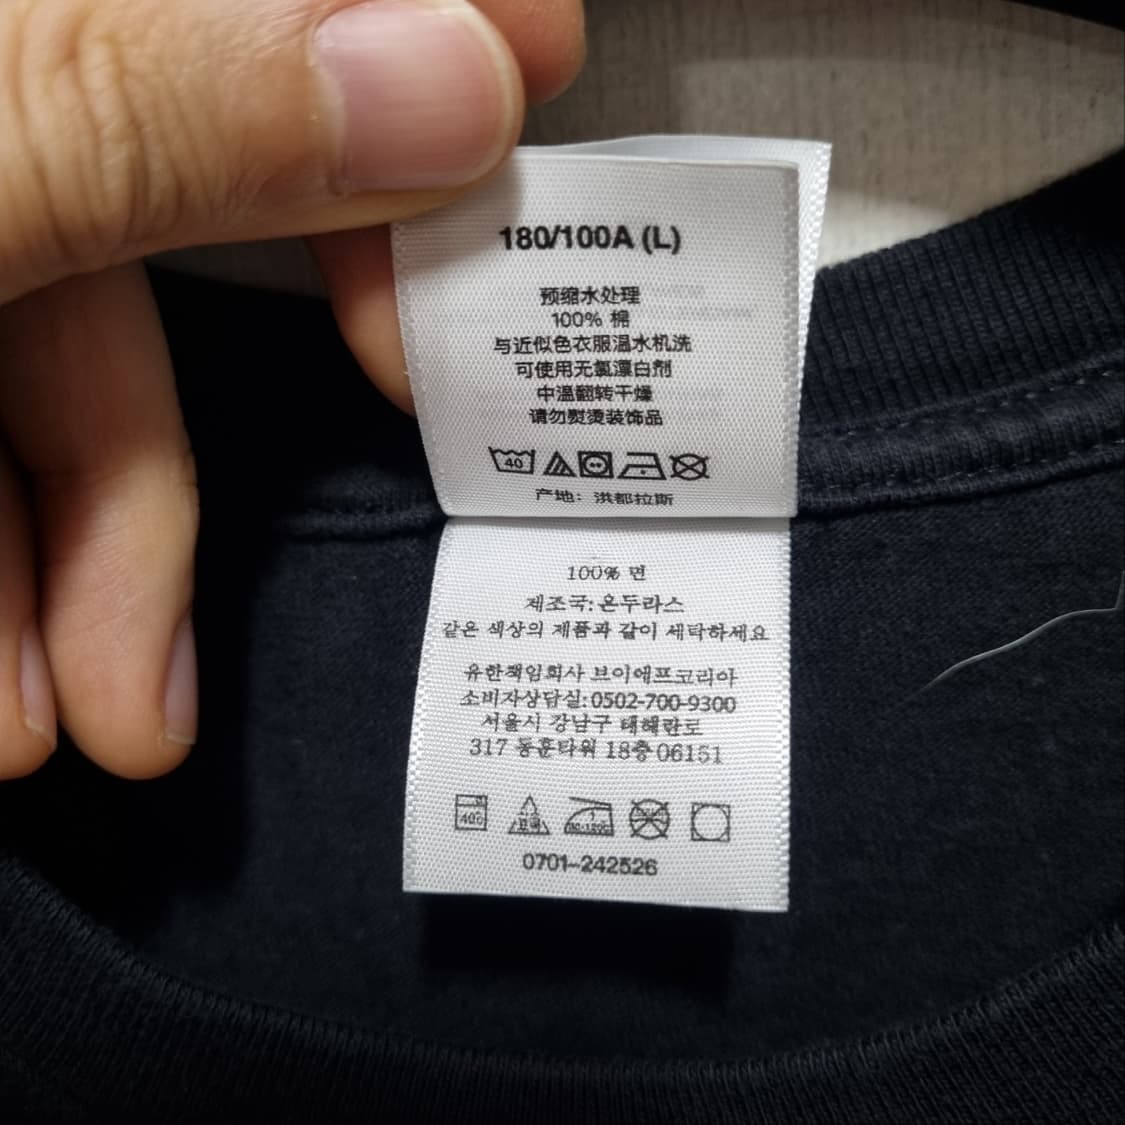 180/100A (L)
预缩水处理
100% 棉
与近似色衣服温水机洗
可使用无氯漂白剂
中温翻转干燥
请勿熨烫装饰品
40
产地：洪都拉斯
100% 면
제조국: 온두라스
같은 색상의 제품과 같이 세탁하세요
유한책임회사 브이에프코리아
소비자상담실: 0502-700-9300
서울시 강남구 테헤란로
317 동훈타워 18층 06151
40
0701-242526